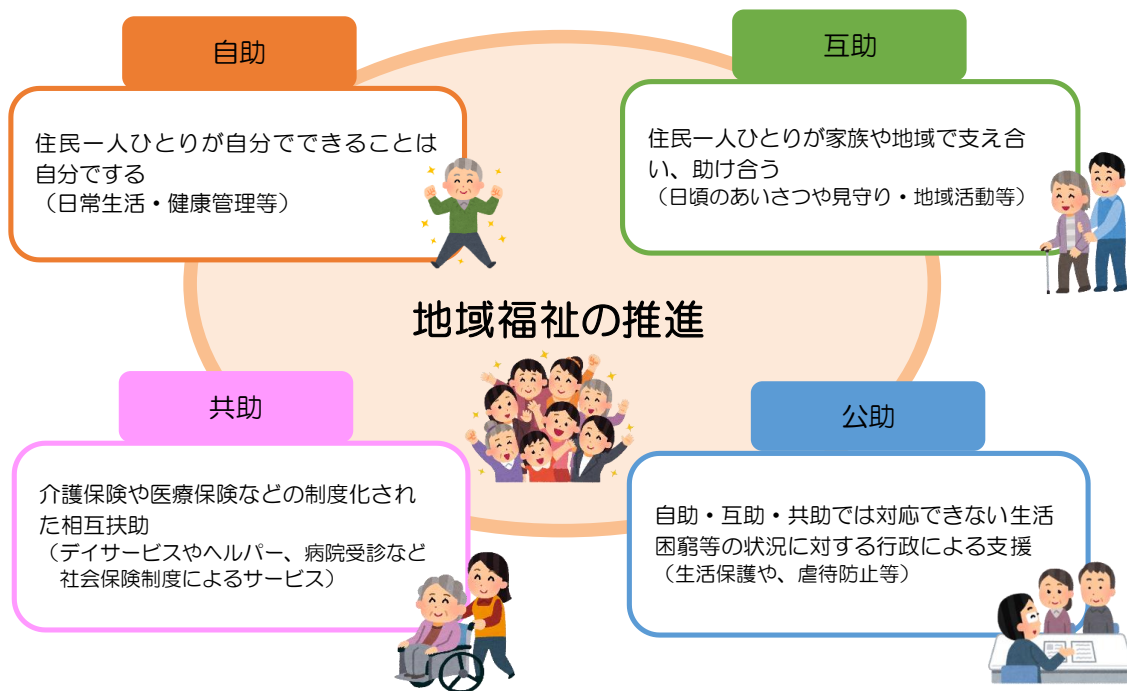 自助
住民一人ひとりが自分でできることは
自分でする
(日常生活・健康管理等)
互助
住民一人ひとりが家族や地域で支え合
い、助け合う
(日頃のあいさつや見守り・地域活動等)
地域福祉の推進
共助
介護保険や医療保険などの制度化され
た相互扶助
(デイサービスやヘルパー、病院受診など
社会保険制度によるサービス)
公助
自助・互助・共助では対応できない生活
困窮等の状況に対する行政による支援
(生活保護や、虐待防止等)